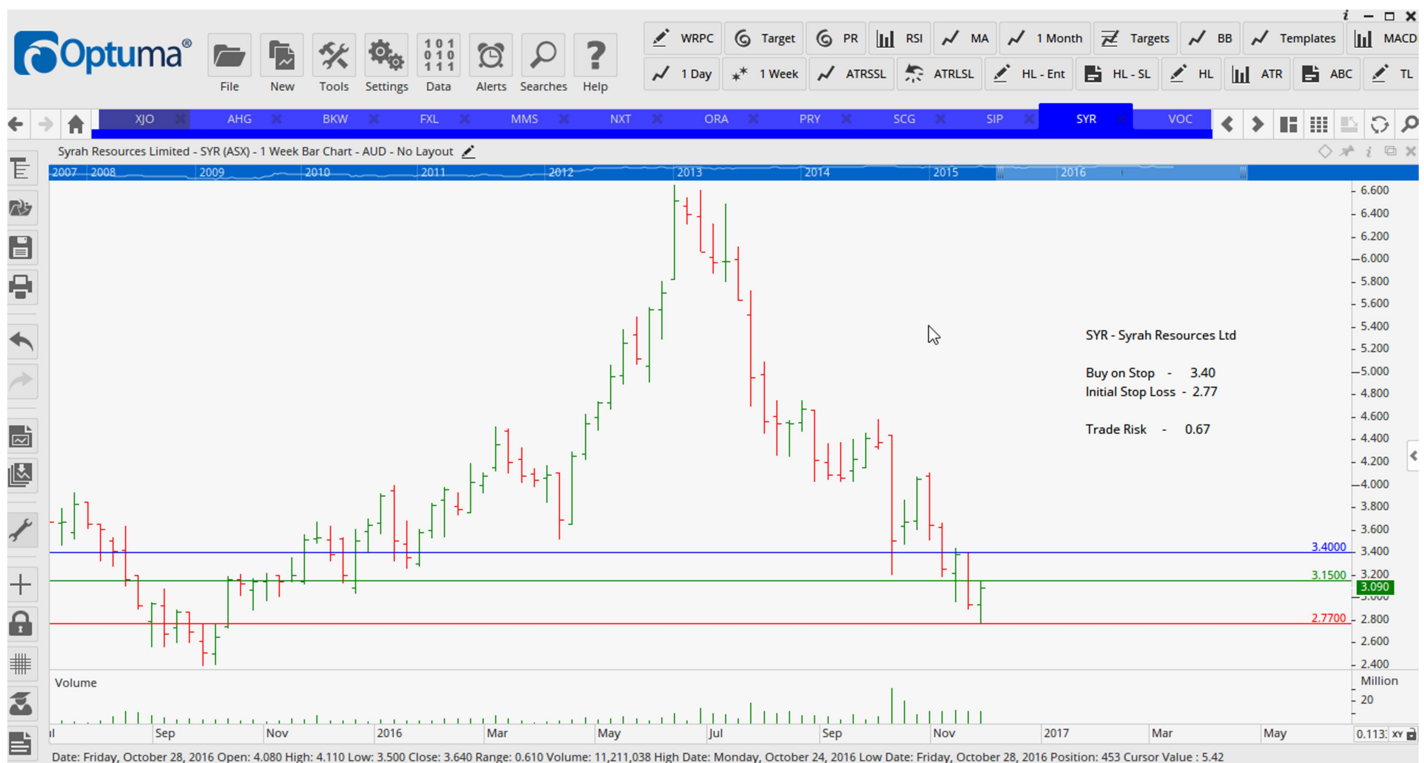 i
Optuma®
File New Tools Settings Data Alerts Searches Help
101
010
111
WRPC Target PR RSI MA 1 Month Targets BB Templates MACD
1 Day 1 Week ATRSSL ATRLSL HL - Ent HL - SL HL ATR ABC TL
XJO AHG BKW FXL MMS NXT ORA PRY SCG SIP SYR VOC
Syrah Resources Limited - SYR (ASX) - 1 Week Bar Chart - AUD - No Layout
2007 2008 2009 2010 2011 2012 2013 2014 2015 2016
6.600
6.400
6.200
6.000
5.800
5.600
5.400
SYR - Syrah Resources Ltd
5.200
Buy on Stop - 3.40
5.000
Initial Stop Loss - 2.77
4.800
4.600
Trade Risk - 0.67
4.400
4.200
4.000
3.800
3.600
3.4000 3.400
3.1500 3.200
3.090
3.000
2.7700 2.800
2.600
2.400
Volume Million
20
Sep Nov 2016 Mar May Jul Sep Nov 2017 Mar May XY
Date: Friday, October 28, 2016 Open: 4.080 High: 4.110 Low: 3.500 Close: 3.640 Range: 0.610 Volume: 11,211,038 High Date: Monday, October 24, 2016 Low Date: Friday, October 28, 2016 Position: 453 Cursor Value : 5.42